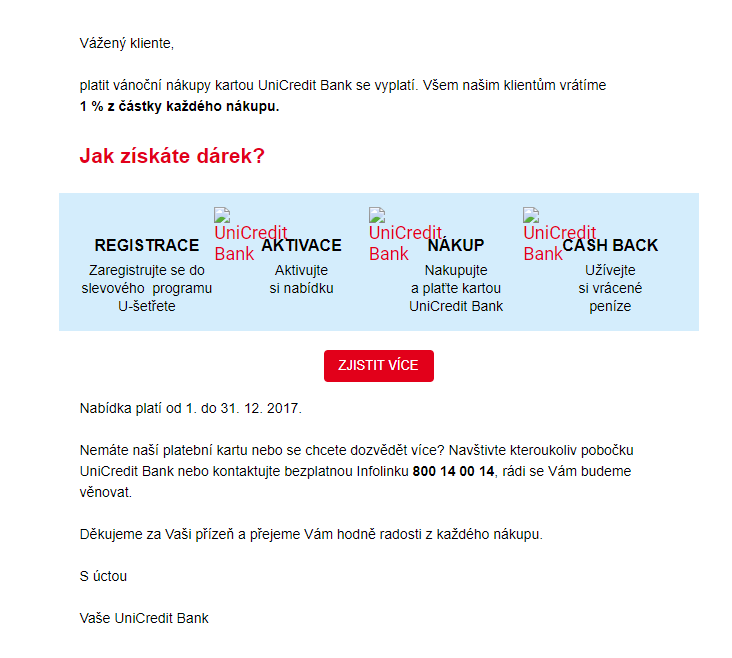 Vážený kliente,
platit vánoční nákupy kartou UniCredit Bank se vyplatí. Všem našim klientům vrátíme
1 % z částky každého nákupu.
Jak získáte dárek?
REGISTRACE
Zaregistrujte se do
slevového programu
U-šetřete
UniCredit
Bank
AKTIVACE
Aktivujte
si nabídku
UniCredit
Bank
NÁKUP
Nakupujte
a plaťte kartou
UniCredit Bank
UniCredit
Bank
CASH BACK
Užívejte
si vrácené
peníze
ZJISTIT VÍCE
Nabídka platí od 1. do 31. 12. 2017.
Nemáte naší platební kartu nebo se chcete dozvědět více? Navštivte kteroukoliv pobočku
UniCredit Bank nebo kontaktujte bezplatnou Infolinku 800 14 00 14, rádi se Vám budeme
věnovat.
Děkujeme za Vaši přízeň a přejeme Vám hodně radosti z každého nákupu.
S úctou
Vaše UniCredit Bank